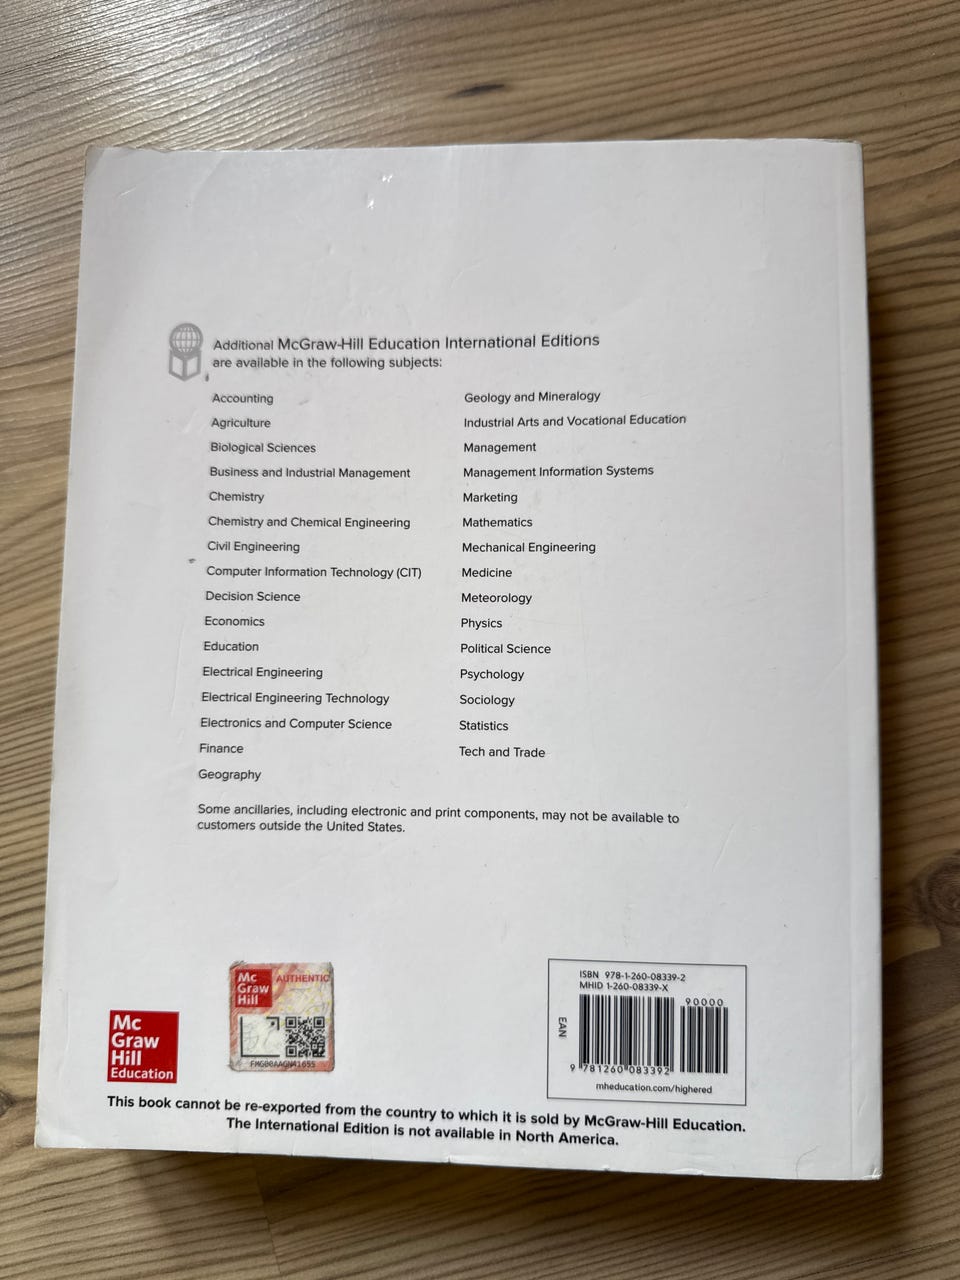 Additional McGraw-Hill Education International Editions
are available in the following subjects:
Accounting
Agriculture
Biological Sciences
Business and Industrial Management
Chemistry
Chemistry and Chemical Engineering
Civil Engineering
Computer Information Technology (CIT)
Decision Science
Economics
Education
Electrical Engineering
Electrical Engineering Technology
Electronics and Computer Science
Finance
Geography
Geology and Mineralogy
Industrial Arts and Vocational Education
Management
Management Information Systems
Marketing
Mathematics
Mechanical Engineering
Medicine
Meteorology
Physics
Political Science
Psychology
Sociology
Statistics
Tech and Trade
Some ancillaries, including electronic and print components, may not be available to
customers outside the United States.
Mc
Graw
Hill
Education
Mc
Graw
Hill
AUTHENTIC
ISBN 978-1-260-08339-2
MHID 1-260-08339-X
90000
EAN
9 781260 083392
mheducation.com/highered
This book cannot be re-exported from the country to which it is sold by McGraw-Hill Education.
The International Edition is not available in North America.